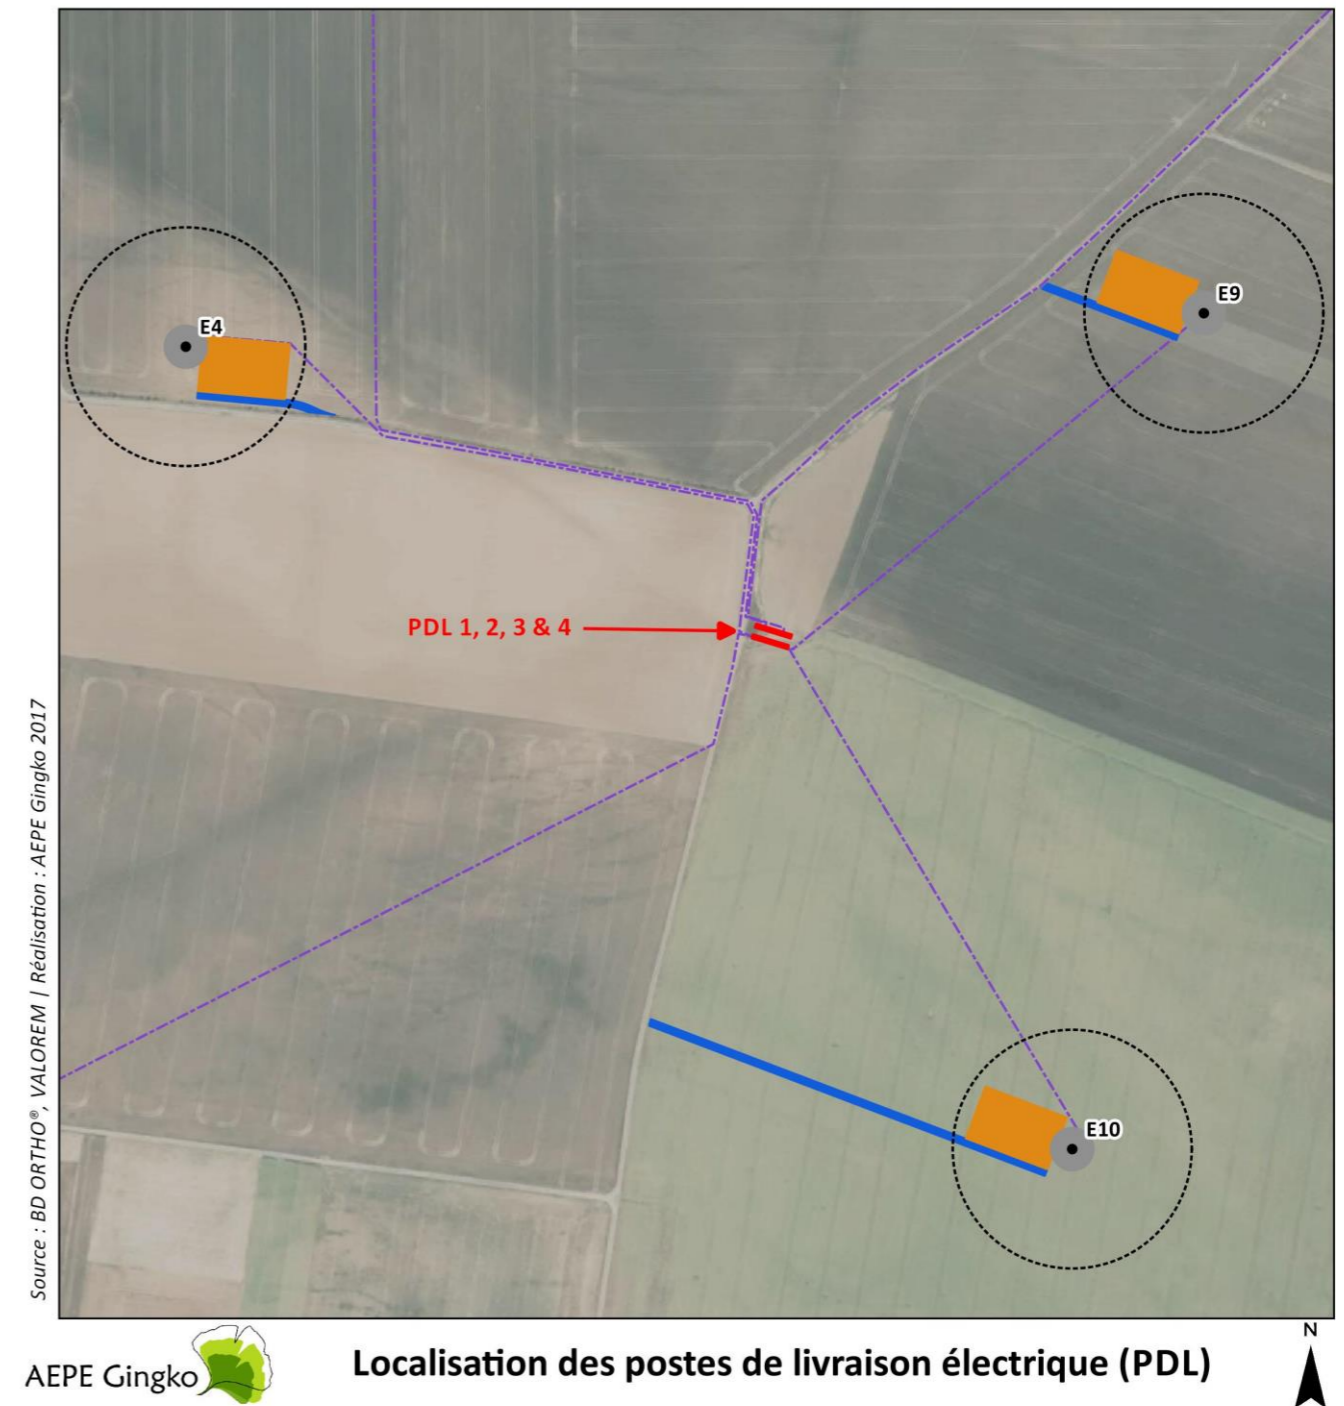 E4
E9
PDL 1, 2, 3 & 4
E10
Source : BD ORTHO®, VALOREM | Réalisation : AEPE Gingko 2017
AEPE Gingko
Localisation des postes de livraison électrique (PDL)
N